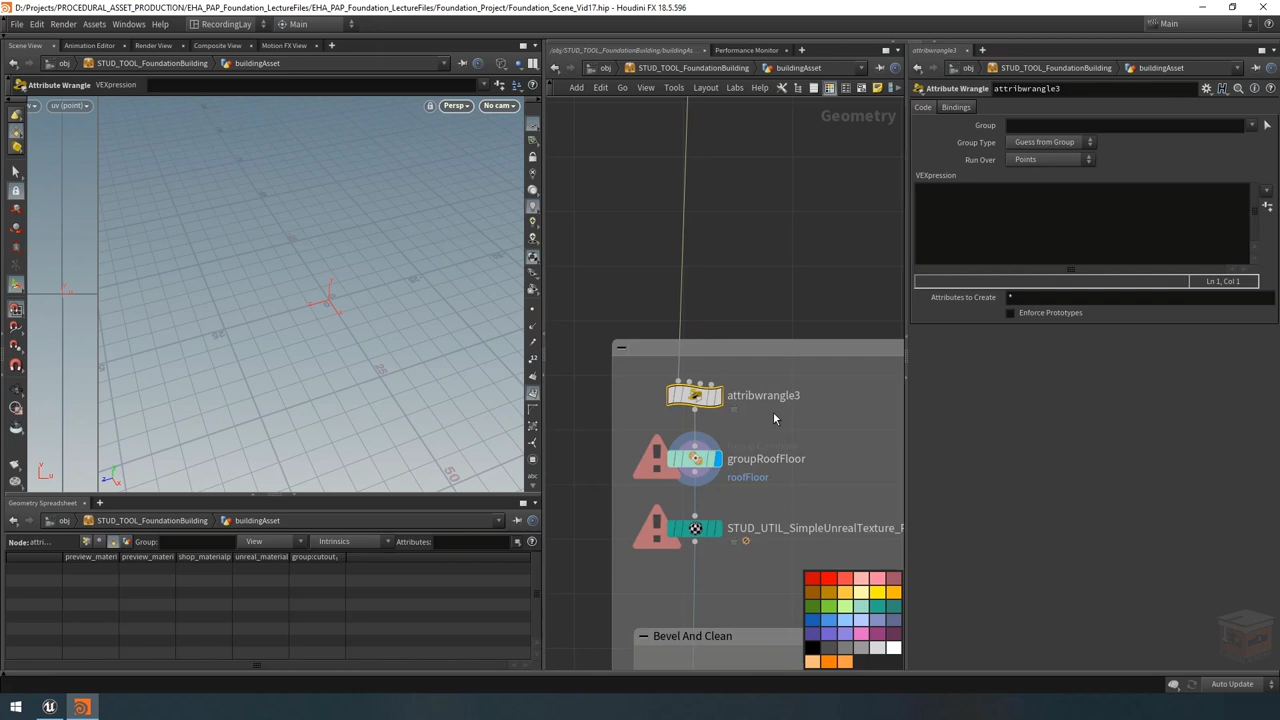 D:/Projects/PROCEDURAL_ASSET_PRODUCTION/EHA_PAP_Foundation_LectureFiles/EHA_PAP_Foundation_LectureFiles/Foundation_Project/Foundation_Scene_Vid17.hip - Houdini FX 18.5.596
File Edit Render Assets Windows Help RecordingLay Main Main
Scene View Animation Editor Render View Composite View Motion FX View
obj STUD_TOOL_FoundationBuilding buildingAsset
Attribute Wrangle VEXpression
uv (point) Persp No cam
25
50
Geometry Spreadsheet
obj STUD_TOOL_FoundationBuilding buildingAsset
Node: attri... Group: View Intrinsics Attributes:
preview_materi preview_materi shop_materialp unreal_material group:cutout
/obj/STUD_TOOL_FoundationBuilding/buildingAs... Performance Monitor
obj STUD_TOOL_FoundationBuilding buildingAsset
Add Edit Go View Tools Layout Labs Help
Geometry
attribwrangle3
groupRoofFloor
roofFloor
STUD_UTIL_SimpleUnrealTexture_
Bevel And Clean
attribwrangle3
obj STUD_TOOL_FoundationBuilding buildingAsset
Attribute Wrangle attribwrangle3
Code Bindings
Group
Group Type Guess from Group
Run Over Points
VEXpression
Ln 1, Col 1
Attributes to Create *
Enforce Prototypes
Auto Update